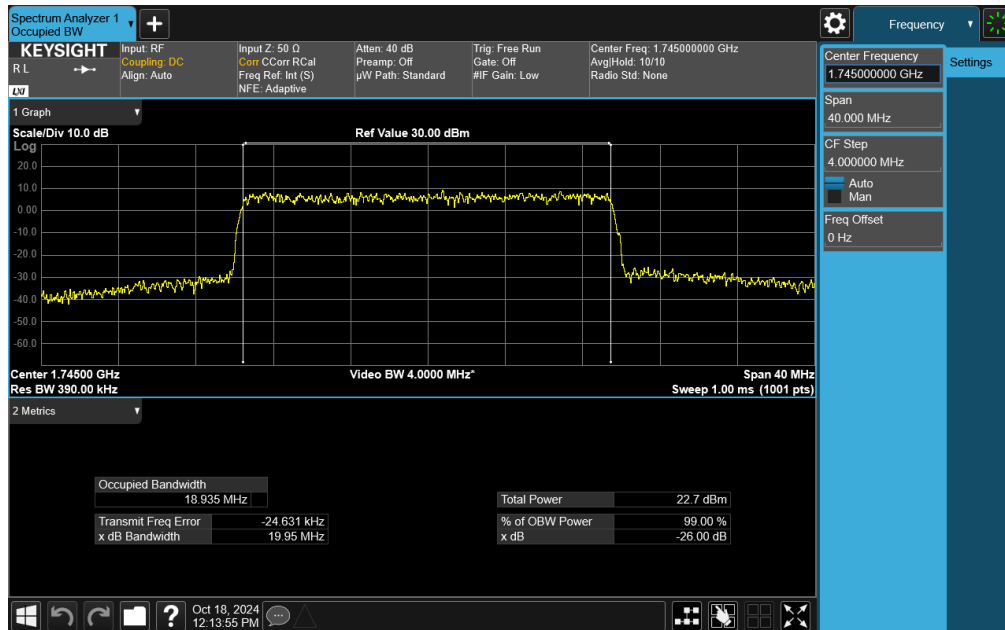 Spectrum Analyzer 1
Occupied BW
+
Frequency
KEYSIGHT
R L
LXI
Input: RF
Coupling: DC
Align: Auto
Input Z: 50 Ω
Corr CCorr RCal
Freq Ref: Int (S)
NFE: Adaptive
Atten: 40 dB
Preamp: Off
µW Path: Standard
Trig: Free Run
Gate: Off
#IF Gain: Low
Center Freq: 1.745000000 GHz
Avg|Hold: 10/10
Radio Std: None
Center Frequency
1.745000000 GHz
Settings
Span
40.000 MHz
CF Step
4.000000 MHz
Auto
Man
Freq Offset
0 Hz
1 Graph
Scale/Div 10.0 dB
Ref Value 30.00 dBm
Log
20.0
10.0
0.00
-10.0
-20.0
-30.0
-40.0
-50.0
-60.0
Center 1.74500 GHz
Video BW 4.0000 MHz*
Span 40 MHz
Res BW 390.00 kHz
Sweep 1.00 ms (1001 pts)
2 Metrics
Occupied Bandwidth
18.935 MHz
Total Power 22.7 dBm
Transmit Freq Error -24.631 kHz
% of OBW Power 99.00 %
x dB Bandwidth 19.95 MHz
x dB -26.00 dB
?
Oct 18, 2024
12:13:55 PM